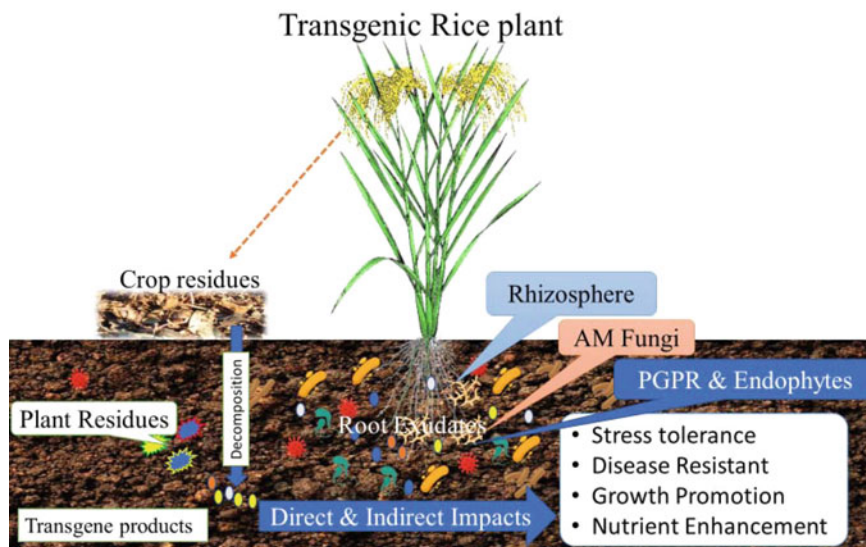 Transgenic Rice plant
Crop residues
Rhizosphere
AM Fungi
PGPR & Endophytes
Decomposition
Plant Residues
Root Exudates
• Stress tolerance
• Disease Resistant
• Growth Promotion
• Nutrient Enhancement
Transgene products
Direct & Indirect Impacts